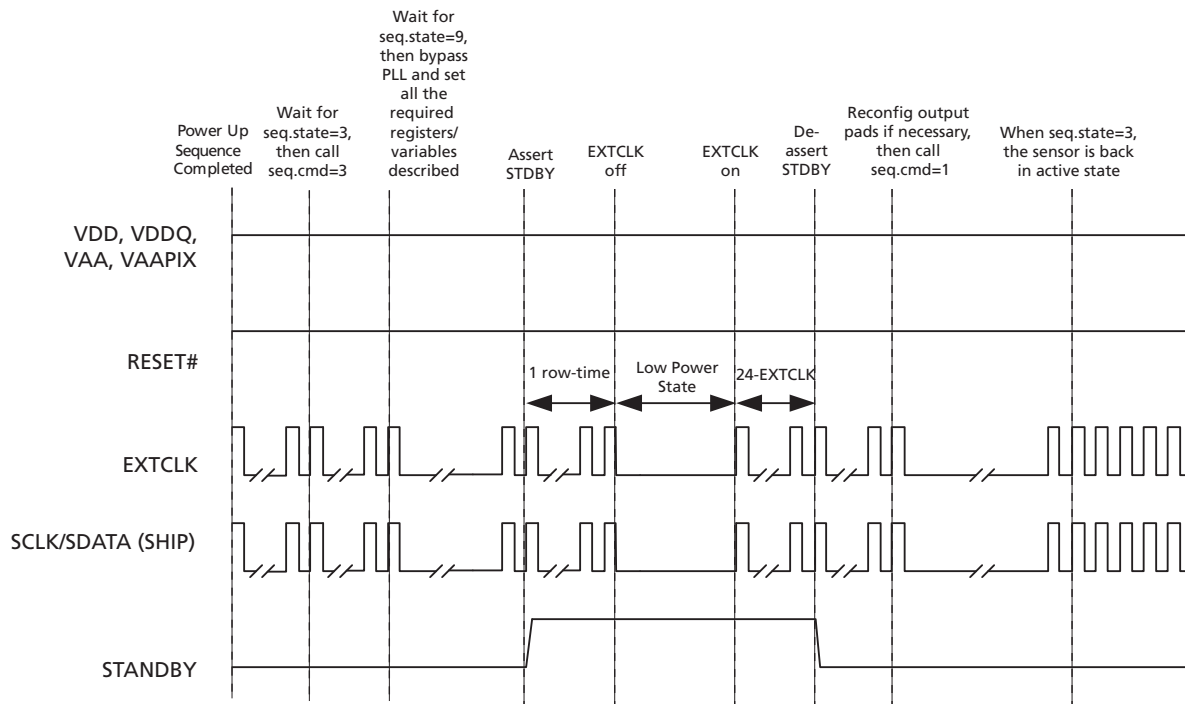 Power Up
Sequence
Completed
Wait for
seq.state=3,
then call
seq.cmd=3
Wait for
seq.state=9,
then bypass
PLL and set
all the
required
registers/
variables
described
Assert
STDBY
EXTCLK
off
EXTCLK
on
De-
assert
STDBY
Reconfig output
pads if necessary,
then call
seq.cmd=1
When seq.state=3,
the sensor is back
in active state
VDD, VDDQ,
VAA, VAAPIX
RESET#
1 row-time
Low Power
State
24-EXTCLK
EXTCLK
SCLK/SDATA (SHIP)
STANDBY